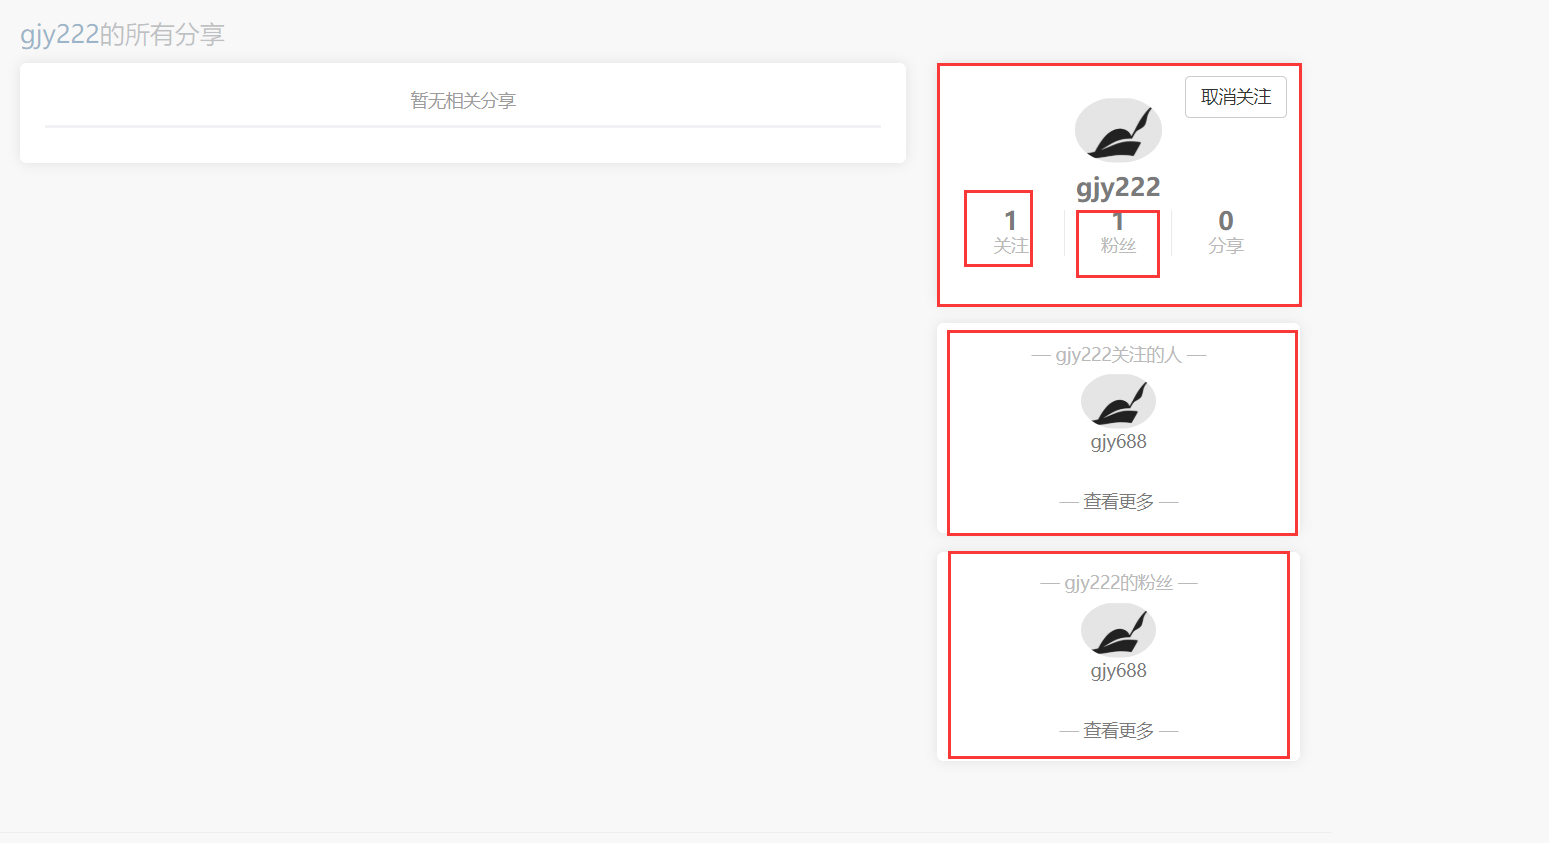 gjy222的所有分享
暂无相关分享
取消关注
gjy222
1 1 0
关注 粉丝 分享
— gjy222关注的人 —
gjy688
— 查看更多 —
— gjy222的粉丝 —
gjy688
— 查看更多 —